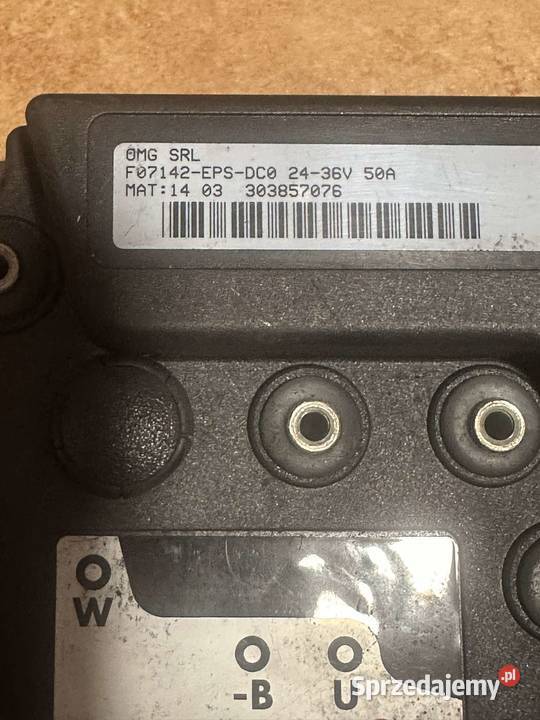 OMG SRL
F07142-EPS-DC0 24-36V 50A
MAT:14 03 303857076
W
-B U
Sprzedajemy.pl